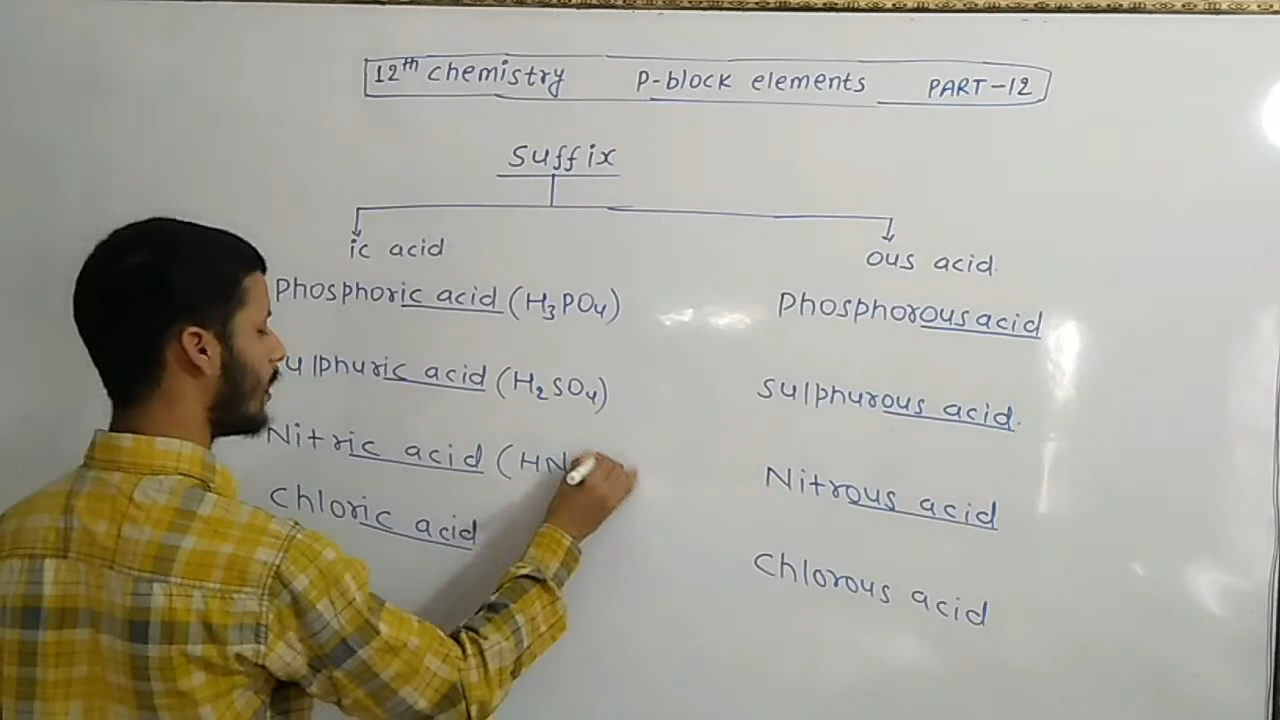 12th chemistry P-block elements PART-12
Suffix
ic acid ous acid.
Phosphoric acid (H3PO4) Phosphorous acid
ulphuric acid (H2SO4) Sulphurous acid.
Nitric acid (HN Nitrous acid
Chloric acid Chlorous acid